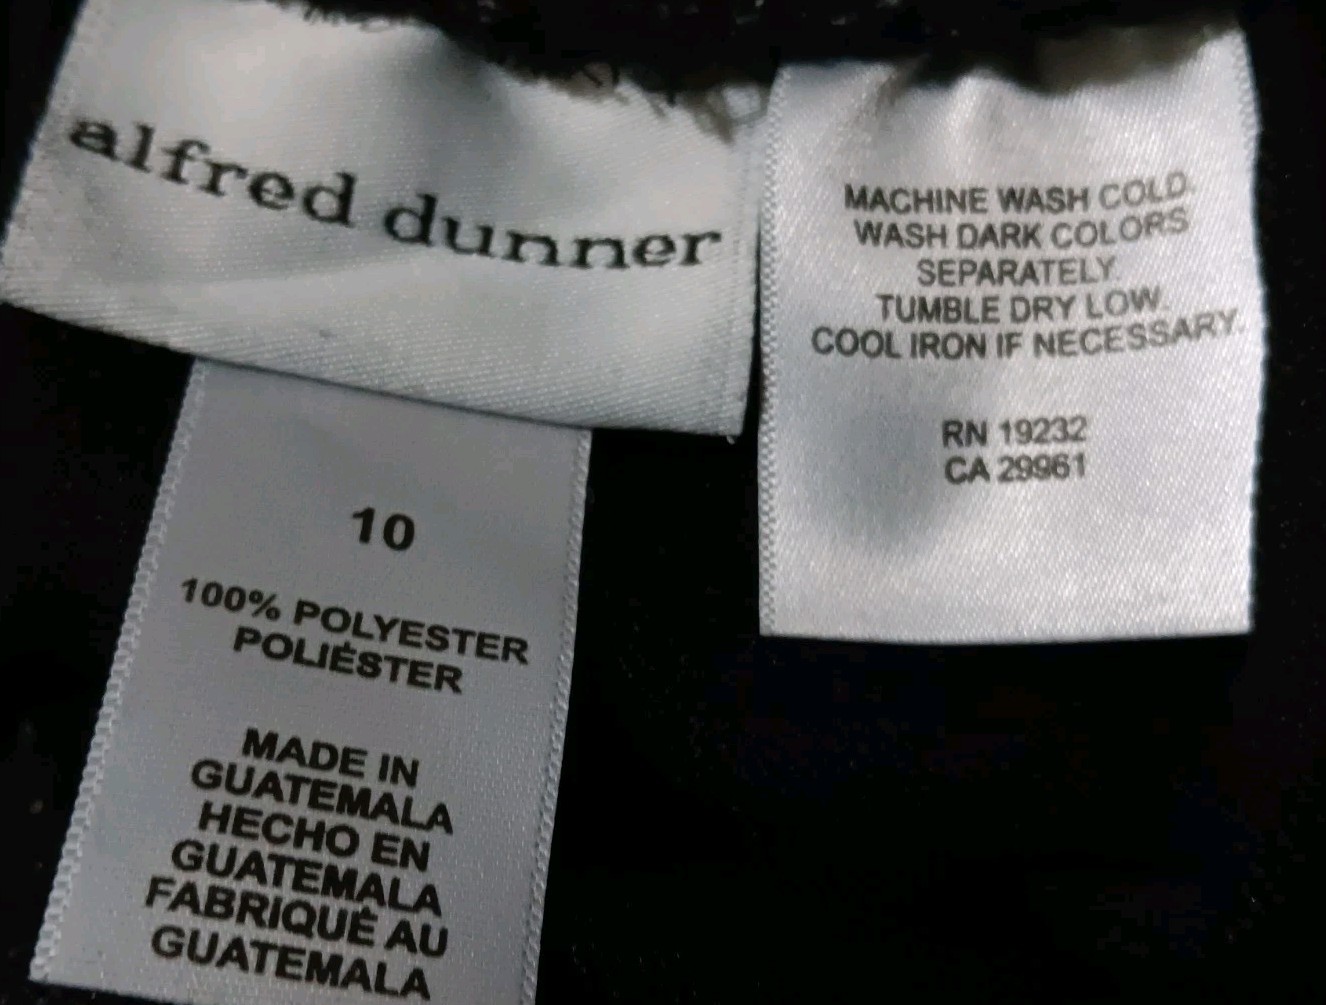 alfred dunner
10
100% POLYESTER
POLIÉSTER
MADE IN
GUATEMALA
HECHO EN
GUATEMALA
FABRIQUÉ AU
GUATEMALA
MACHINE WASH COLD.
WASH DARK COLORS
SEPARATELY.
TUMBLE DRY LOW.
COOL IRON IF NECESSARY.
RN 19232
CA 29961